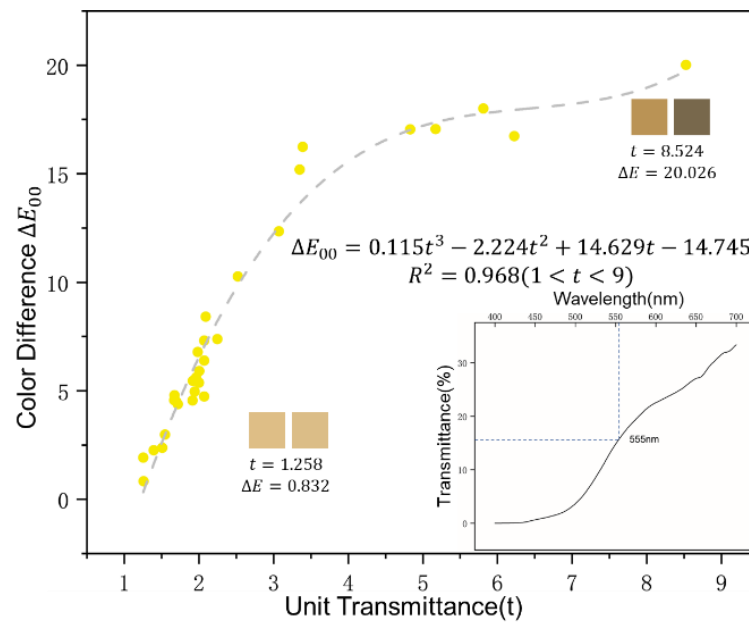 Color Difference ΔE₀₀
20
15
10
5
0
1 2 3 4 5 6 7 8 9
Unit Transmittance(t)
t = 8.524
ΔE = 20.026
ΔE₀₀ = 0.115t³ − 2.224t² + 14.629t − 14.745
R² = 0.968(1 < t < 9)
t = 1.258
ΔE = 0.832
Wavelength(nm)
400 450 500 550 600 650 700
Transmittance(%)
30
20
10
0
555nm